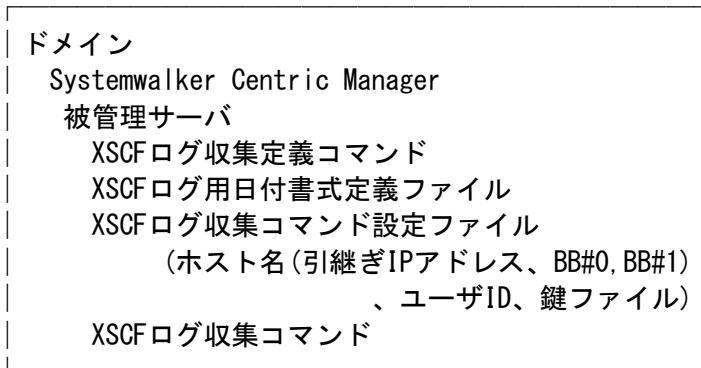 ドメイン
Systemwalker Centric Manager
被管理サーバ
XSCFログ収集定義コマンド
XSCFログ用日付書式定義ファイル
XSCFログ収集コマンド設定ファイル
(ホスト名(引継ぎIPアドレス、BB#0,BB#1)
、ユーザID、鍵ファイル)
XSCFログ収集コマンド